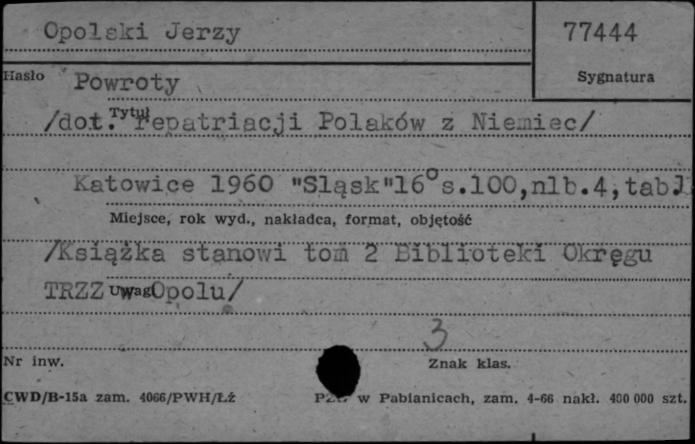 Opolski Jerzy
77444
Hasło
Sygnatura
Powroty
Tytuł
/dot. repatriacji Polaków z Niemiec/
Katowice 1960 "Śląsk"16° s.100,nlb.4,tabl
Miejsce, rok wyd., nakładca, format, objętość
/Książka stanowi tom 2 Biblioteki Okręgu
TRZZ w Opolu/
Uwagi
3
Nr inw.
Znak klas.
CWD/B-15a zam. 4066/PWH/Łź
w Pabianicach, zam. 4-66 nakł. 400 000 szt.